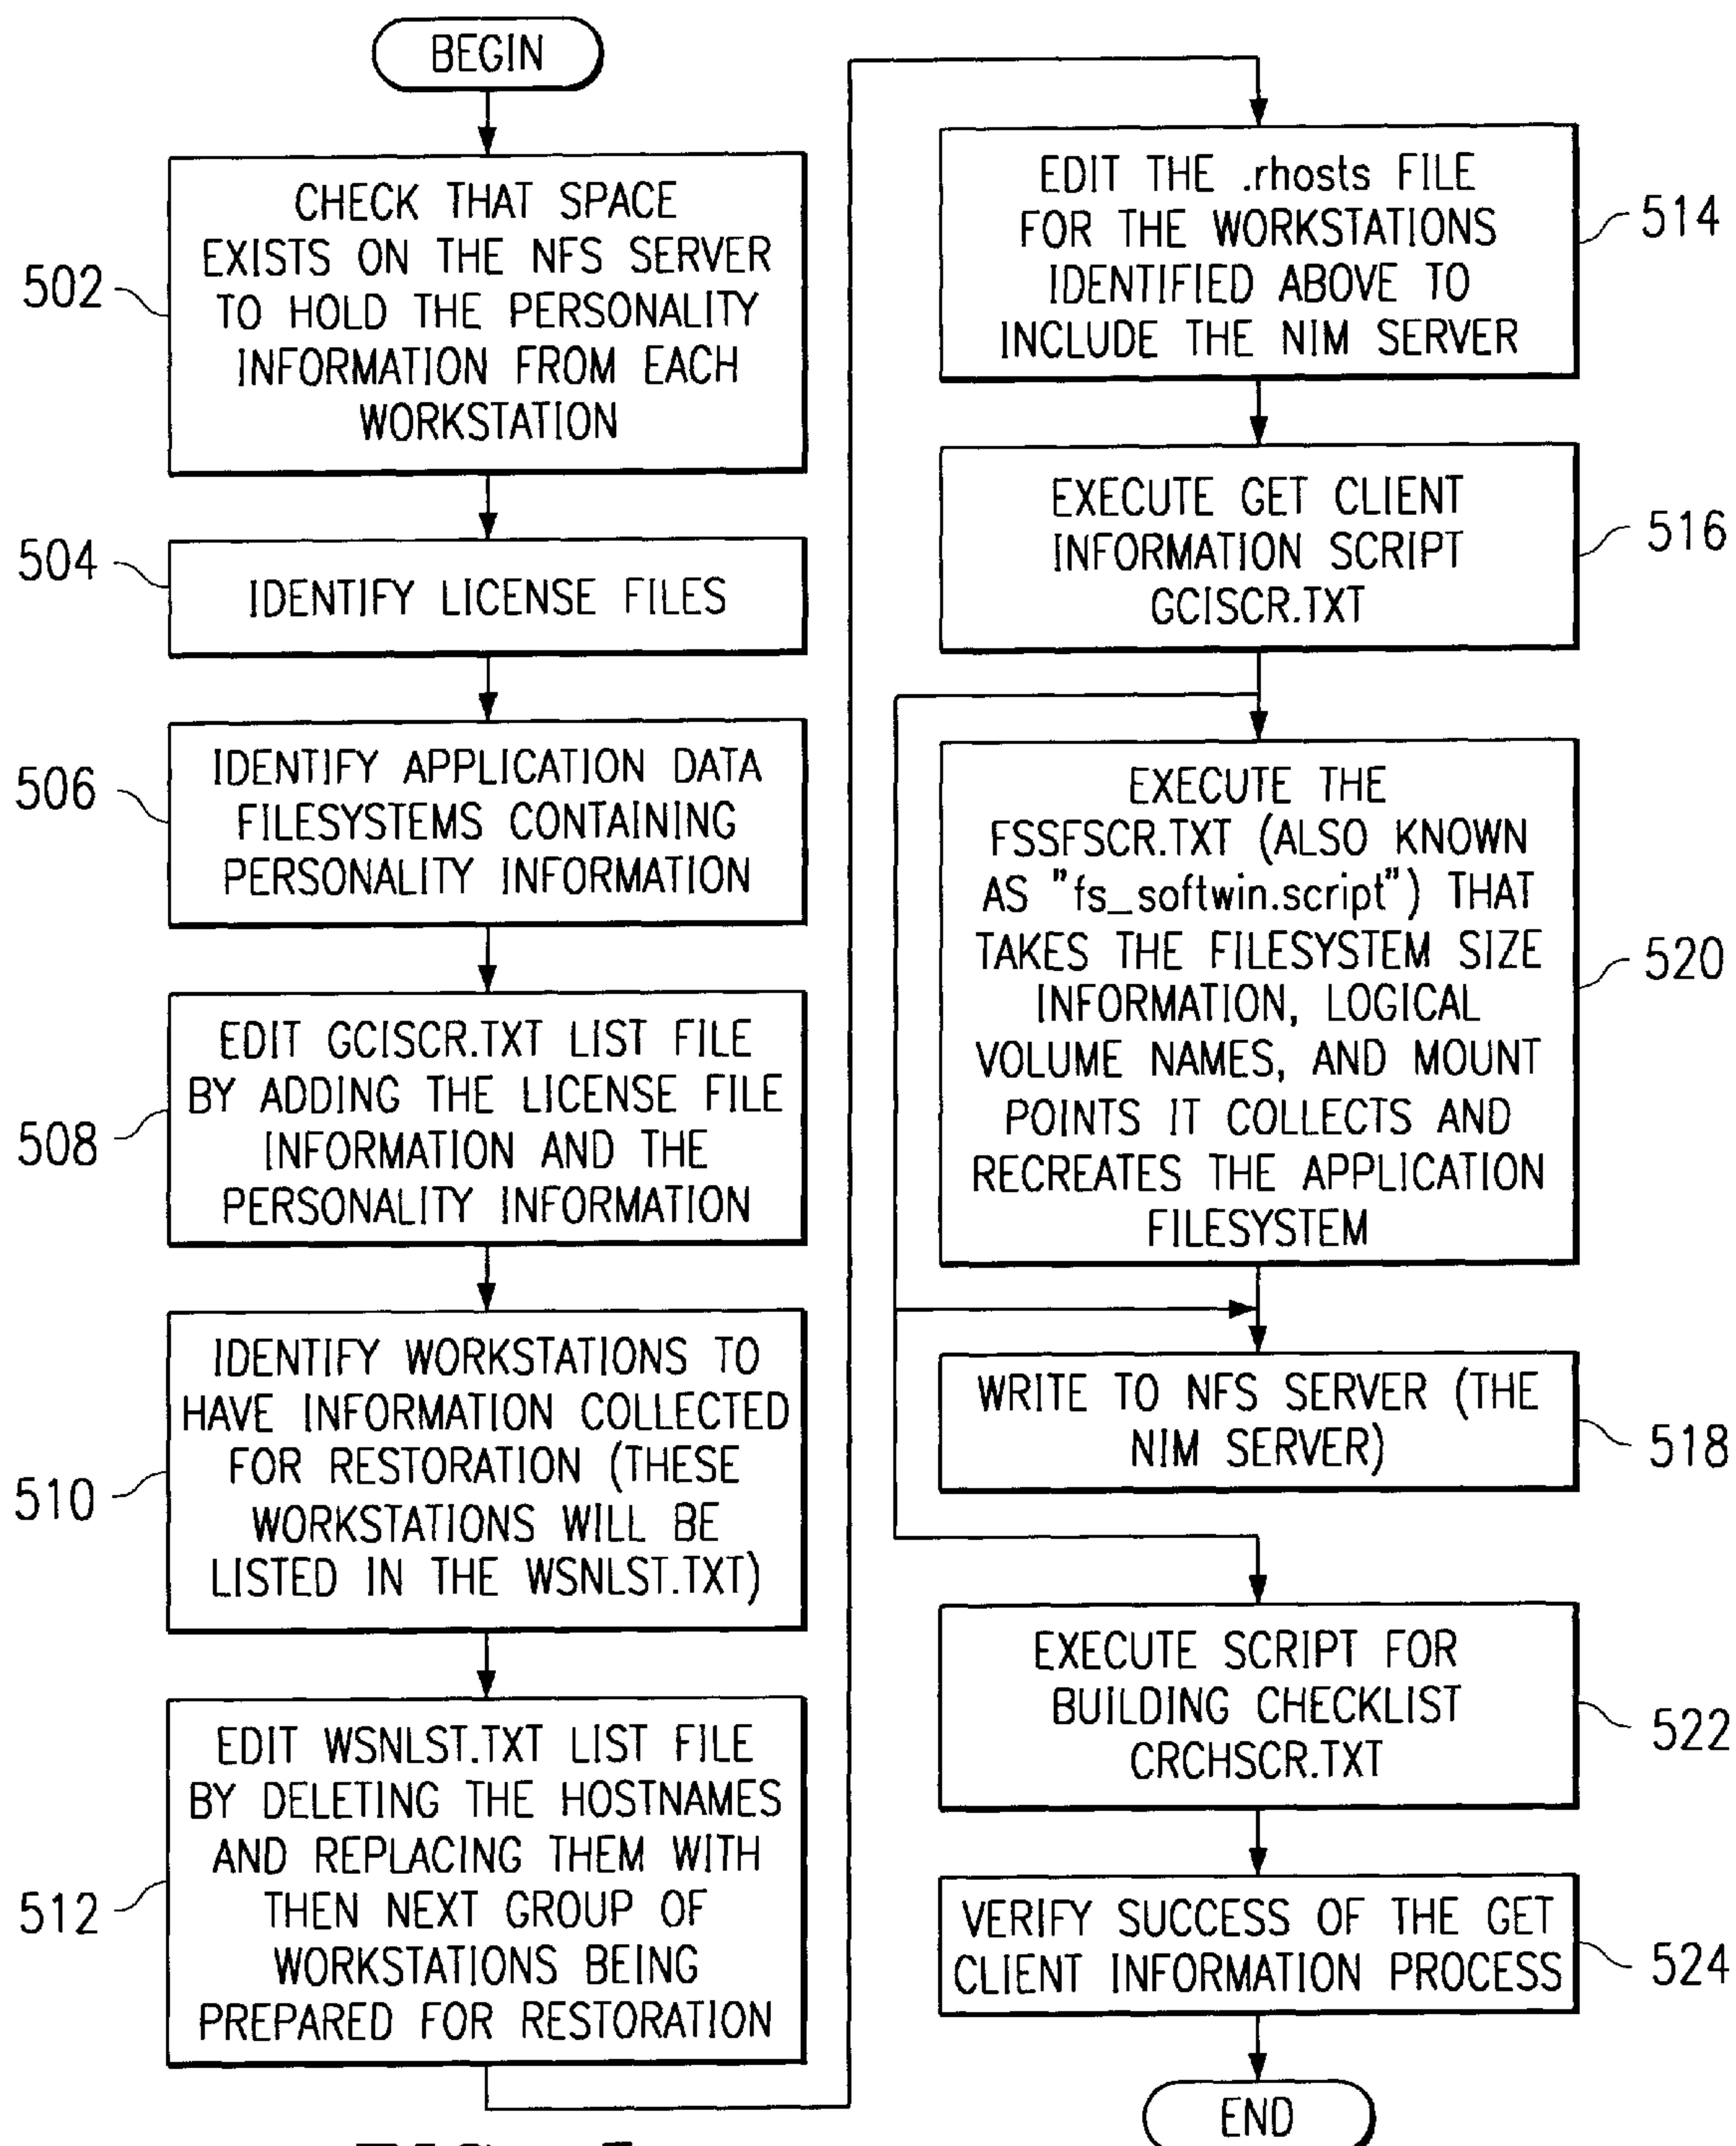 BEGIN
CHECK THAT SPACE
EXISTS ON THE NFS SERVER
TO HOLD THE PERSONALITY
INFORMATION FROM EACH
WORKSTATION
502
IDENTIFY LICENSE FILES
504
IDENTIFY APPLICATION DATA
FILESYSTEMS CONTAINING
PERSONALITY INFORMATION
506
EDIT GCISCR.TXT LIST FILE
BY ADDING THE LICENSE FILE
INFORMATION AND THE
PERSONALITY INFORMATION
508
IDENTIFY WORKSTATIONS TO
HAVE INFORMATION COLLECTED
FOR RESTORATION (THESE
WORKSTATIONS WILL BE
LISTED IN THE WSNLST.TXT)
510
EDIT WSNLST.TXT LIST FILE
BY DELETING THE HOSTNAMES
AND REPLACING THEM WITH
THEN NEXT GROUP OF
WORKSTATIONS BEING
PREPARED FOR RESTORATION
512
EDIT THE .rhosts FILE
FOR THE WORKSTATIONS
IDENTIFIED ABOVE TO
INCLUDE THE NIM SERVER
514
EXECUTE GET CLIENT
INFORMATION SCRIPT
GCISCR.TXT
516
EXECUTE THE
FSSFSCR.TXT (ALSO KNOWN
AS "fs_softwin.script") THAT
TAKES THE FILESYSTEM SIZE
INFORMATION, LOGICAL
VOLUME NAMES, AND MOUNT
POINTS IT COLLECTS AND
RECREATES THE APPLICATION
FILESYSTEM
520
WRITE TO NFS SERVER (THE
NIM SERVER)
518
EXECUTE SCRIPT FOR
BUILDING CHECKLIST
CRCHSCR.TXT
522
VERIFY SUCCESS OF THE GET
CLIENT INFORMATION PROCESS
524
END